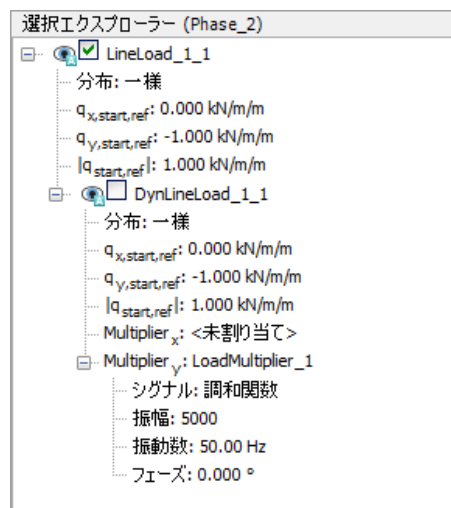 選択エクスプローラー (Phase_2)
LineLoad_1_1
分布: 一様
qx,start,ref: 0.000 kN/m/m
qy,start,ref: -1.000 kN/m/m
|qstart,ref|: 1.000 kN/m/m
DynLineLoad_1_1
分布: 一様
qx,start,ref: 0.000 kN/m/m
qy,start,ref: -1.000 kN/m/m
|qstart,ref|: 1.000 kN/m/m
Multiplierx: <未割り当て>
Multipliery: LoadMultiplier_1
シグナル: 調和関数
振幅: 5000
振動数: 50.00 Hz
フェーズ: 0.000 °